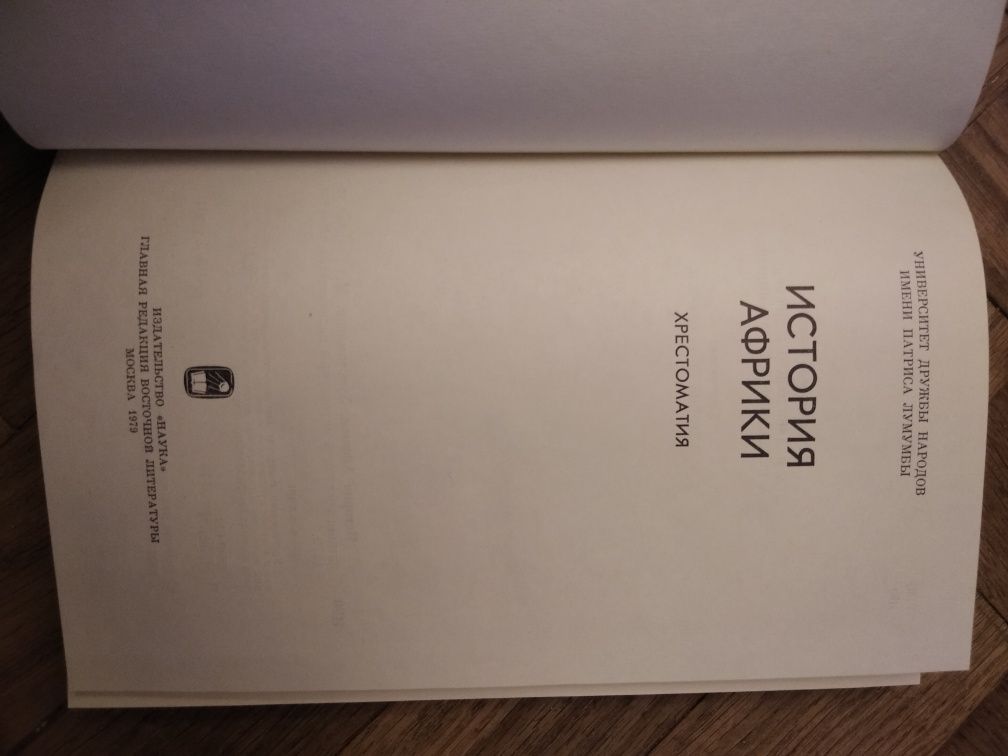 УНИВЕРСИТЕТ ДРУЖБЫ НАРОДОВ
ИМЕНИ ПАТРИСА ЛУМУМБЫ
ИСТОРИЯ
АФРИКИ
ХРЕСТОМАТИЯ
ИЗДАТЕЛЬСТВО «НАУКА»
ГЛАВНАЯ РЕДАКЦИЯ ВОСТОЧНОЙ ЛИТЕРАТУРЫ
МОСКВА 1979